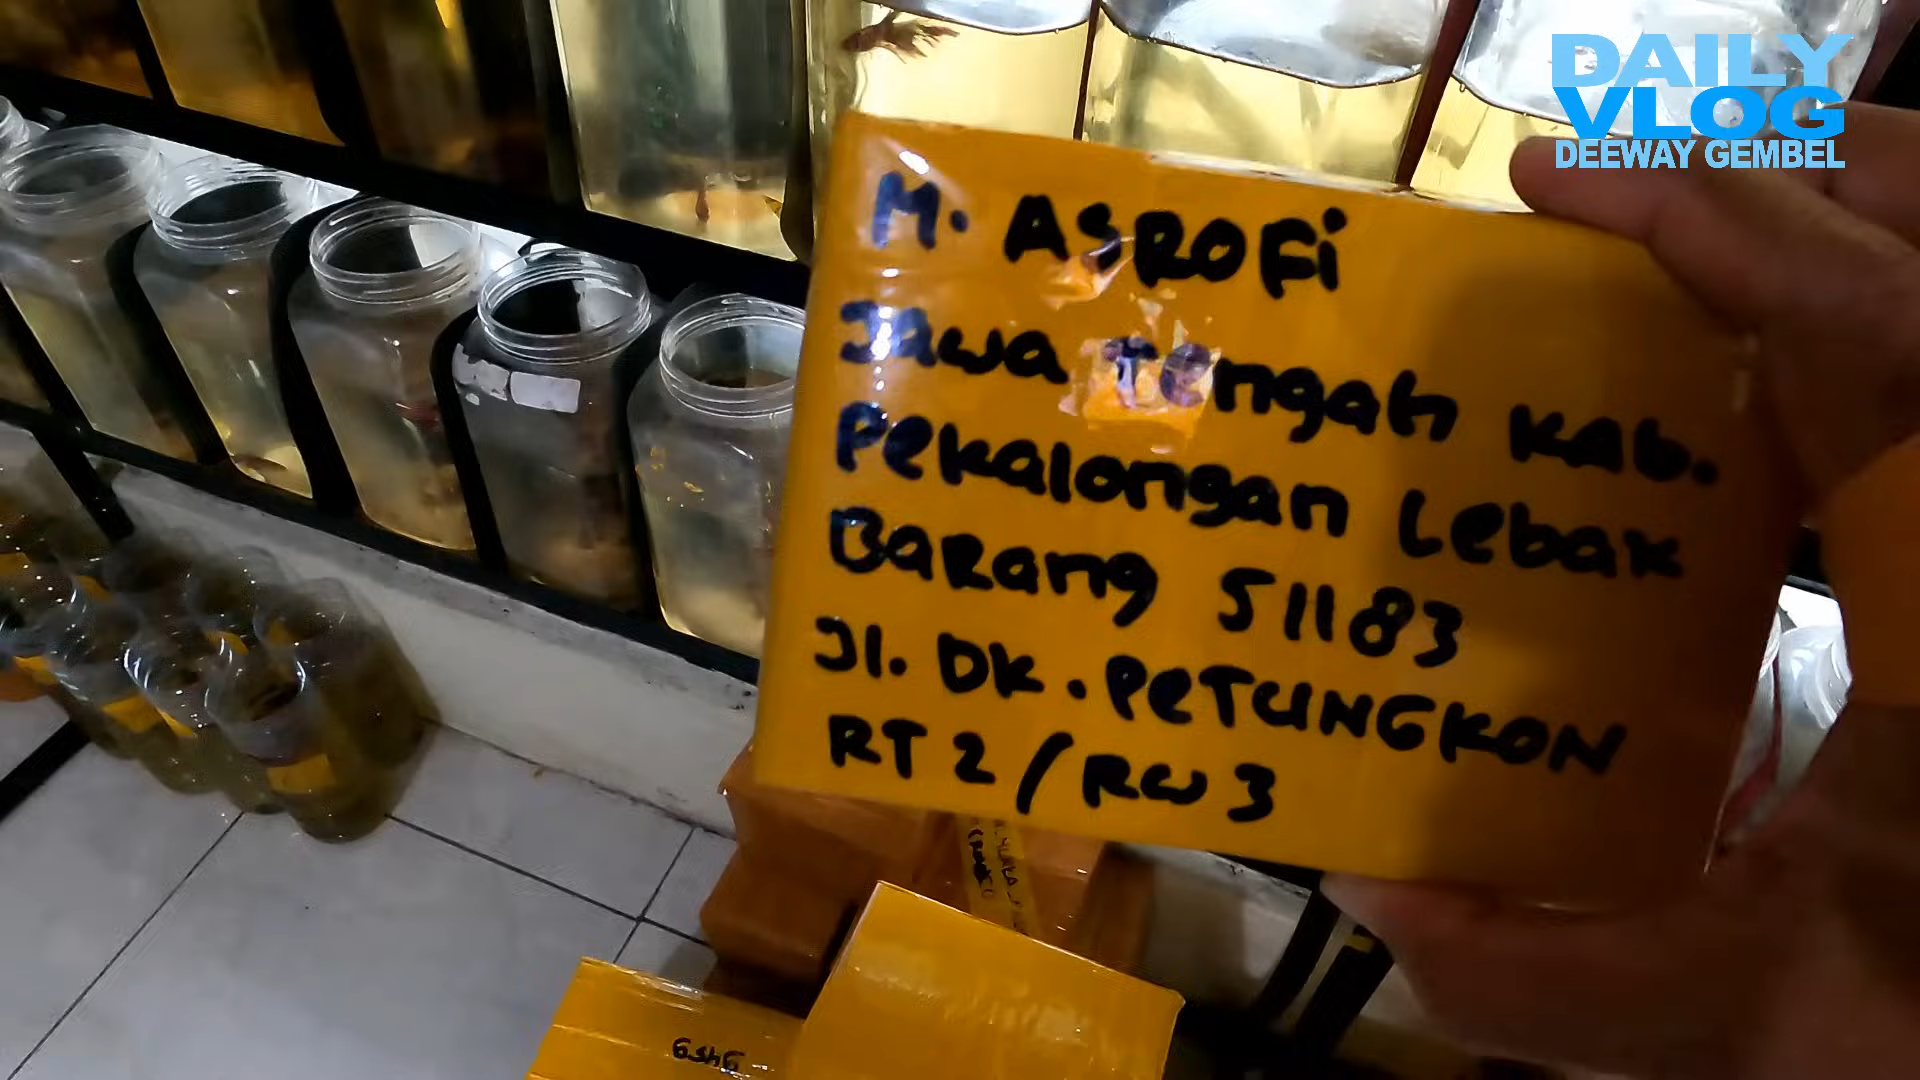 DAILY
VLOG
DEEWAY GEMBEL
M. ASROFi
Jawa Tengah kab.
Pekalongan Lebak
Barang 51183
Jl. DK. PETUNGKON
RT 2 / RW 3